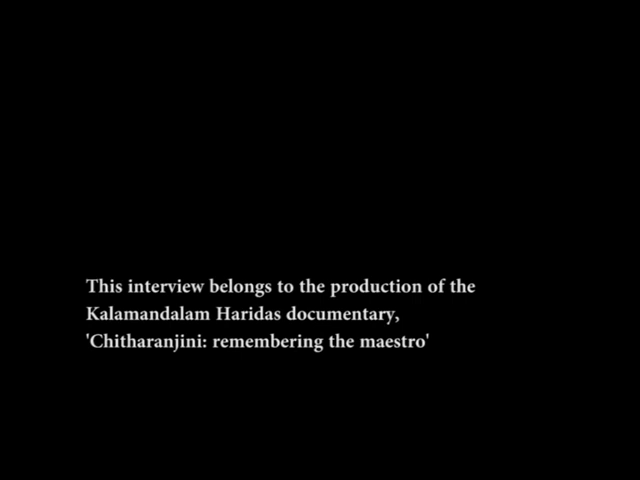 This interview belongs to the production of the
Kalamandalam Haridas documentary,
'Chitharanjini: remembering the maestro'